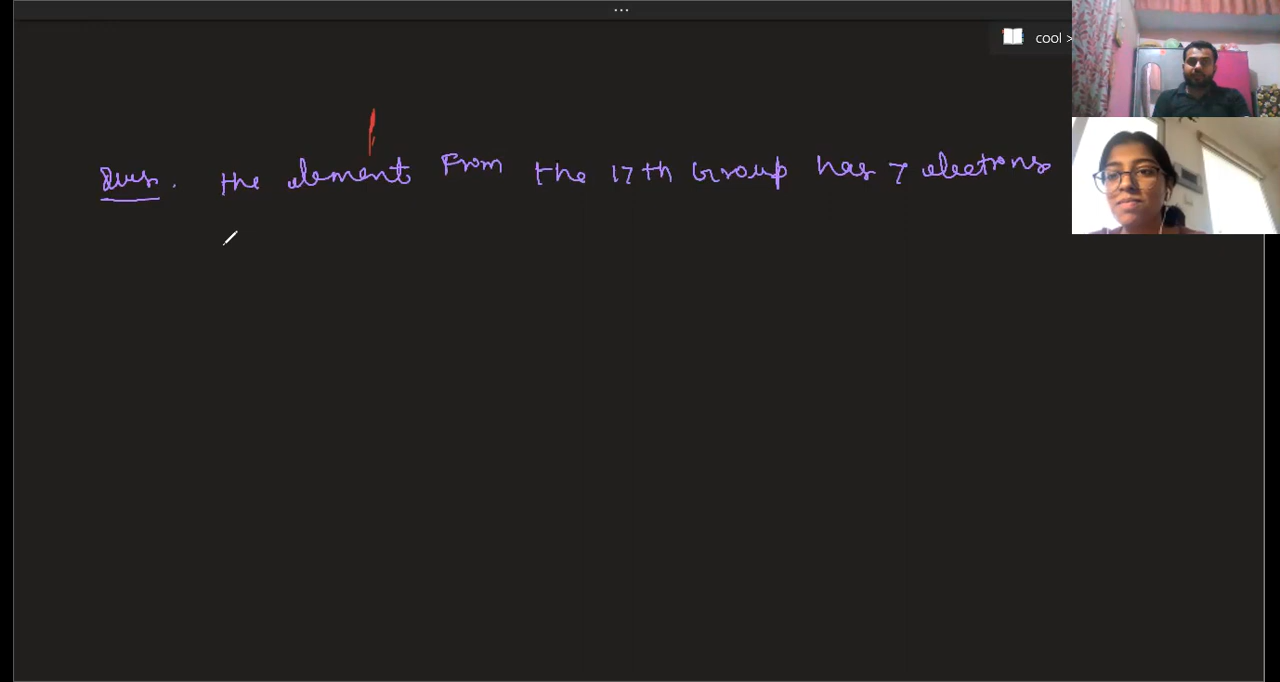 cool >
Ques. the element From the 17th Group has 7 electrons